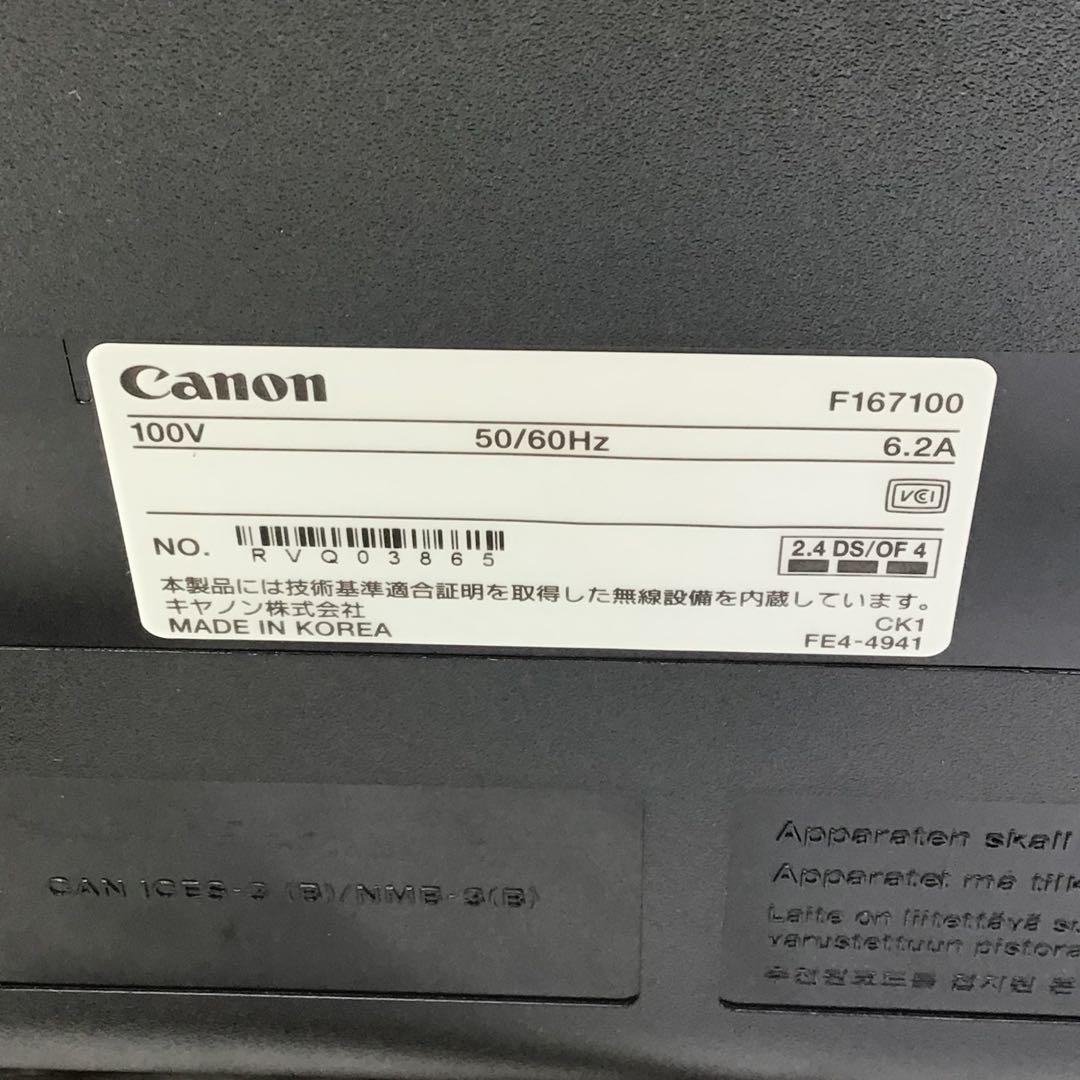 Canon
F167100
100V 50/60Hz 6.2A
VCI
NO. RVQ03865
2.4 DS/OF 4
本製品には技術基準適合証明を取得した無線設備を内蔵しています。
キヤノン株式会社
CK1
MADE IN KOREA
FE4-4941
CAN ICES-3 (B)/NMB-3(B)
Apparaten skall
Apparatet må
Laite on liitettävä
varustettuun